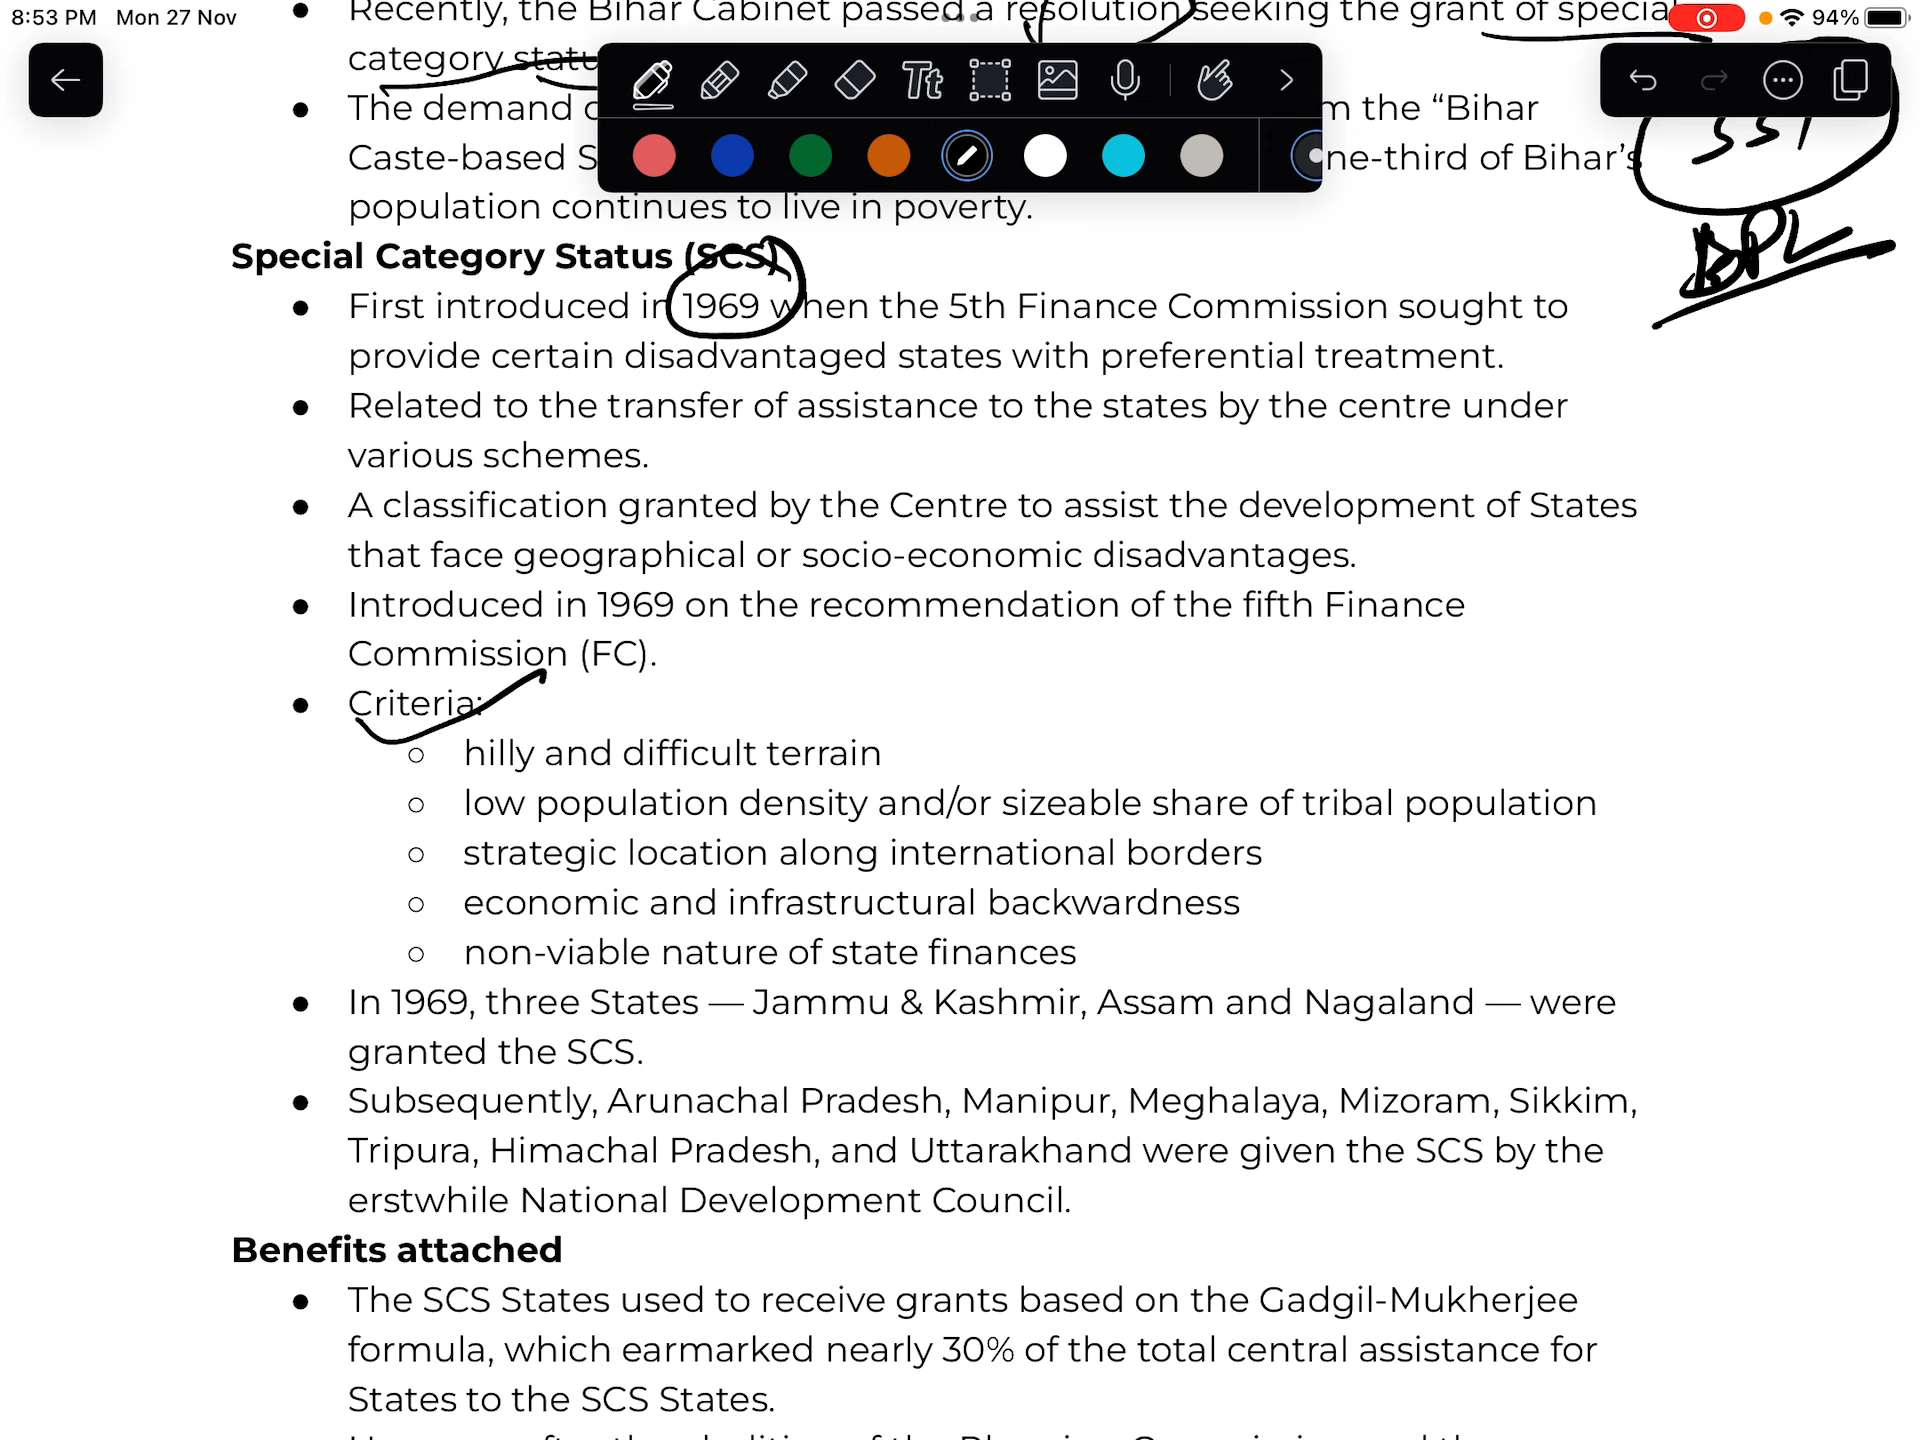 8:53 PM Mon 27 Nov
94%
Recently, the Bihar Cabinet passed a resolution seeking the grant of special
category statu
The demand m the “Bihar
Caste-based S ne-third of Bihar’s
population continues to live in poverty.
BPL
Special Category Status (SCS)
First introduced in 1969 when the 5th Finance Commission sought to
provide certain disadvantaged states with preferential treatment.
Related to the transfer of assistance to the states by the centre under
various schemes.
A classification granted by the Centre to assist the development of States
that face geographical or socio-economic disadvantages.
Introduced in 1969 on the recommendation of the fifth Finance
Commission (FC).
Criteria:
hilly and difficult terrain
low population density and/or sizeable share of tribal population
strategic location along international borders
economic and infrastructural backwardness
non-viable nature of state finances
In 1969, three States — Jammu & Kashmir, Assam and Nagaland — were
granted the SCS.
Subsequently, Arunachal Pradesh, Manipur, Meghalaya, Mizoram, Sikkim,
Tripura, Himachal Pradesh, and Uttarakhand were given the SCS by the
erstwhile National Development Council.
Benefits attached
The SCS States used to receive grants based on the Gadgil-Mukherjee
formula, which earmarked nearly 30% of the total central assistance for
States to the SCS States.